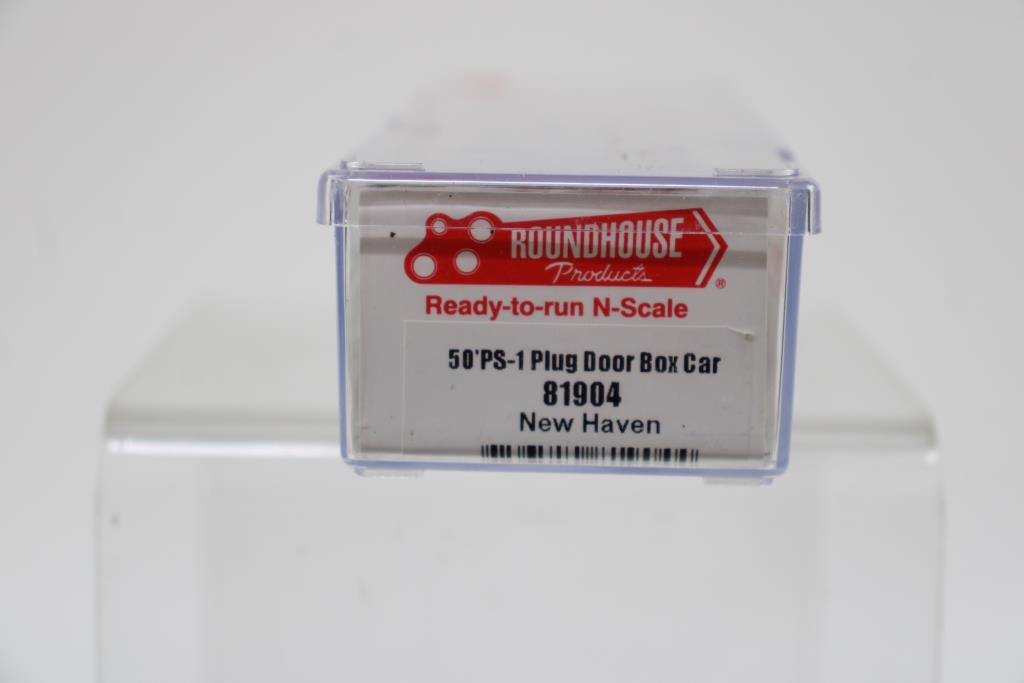 ROUNDHOUSE
Products
®
Ready-to-run N-Scale
50'PS-1 Plug Door Box Car
81904
New Haven